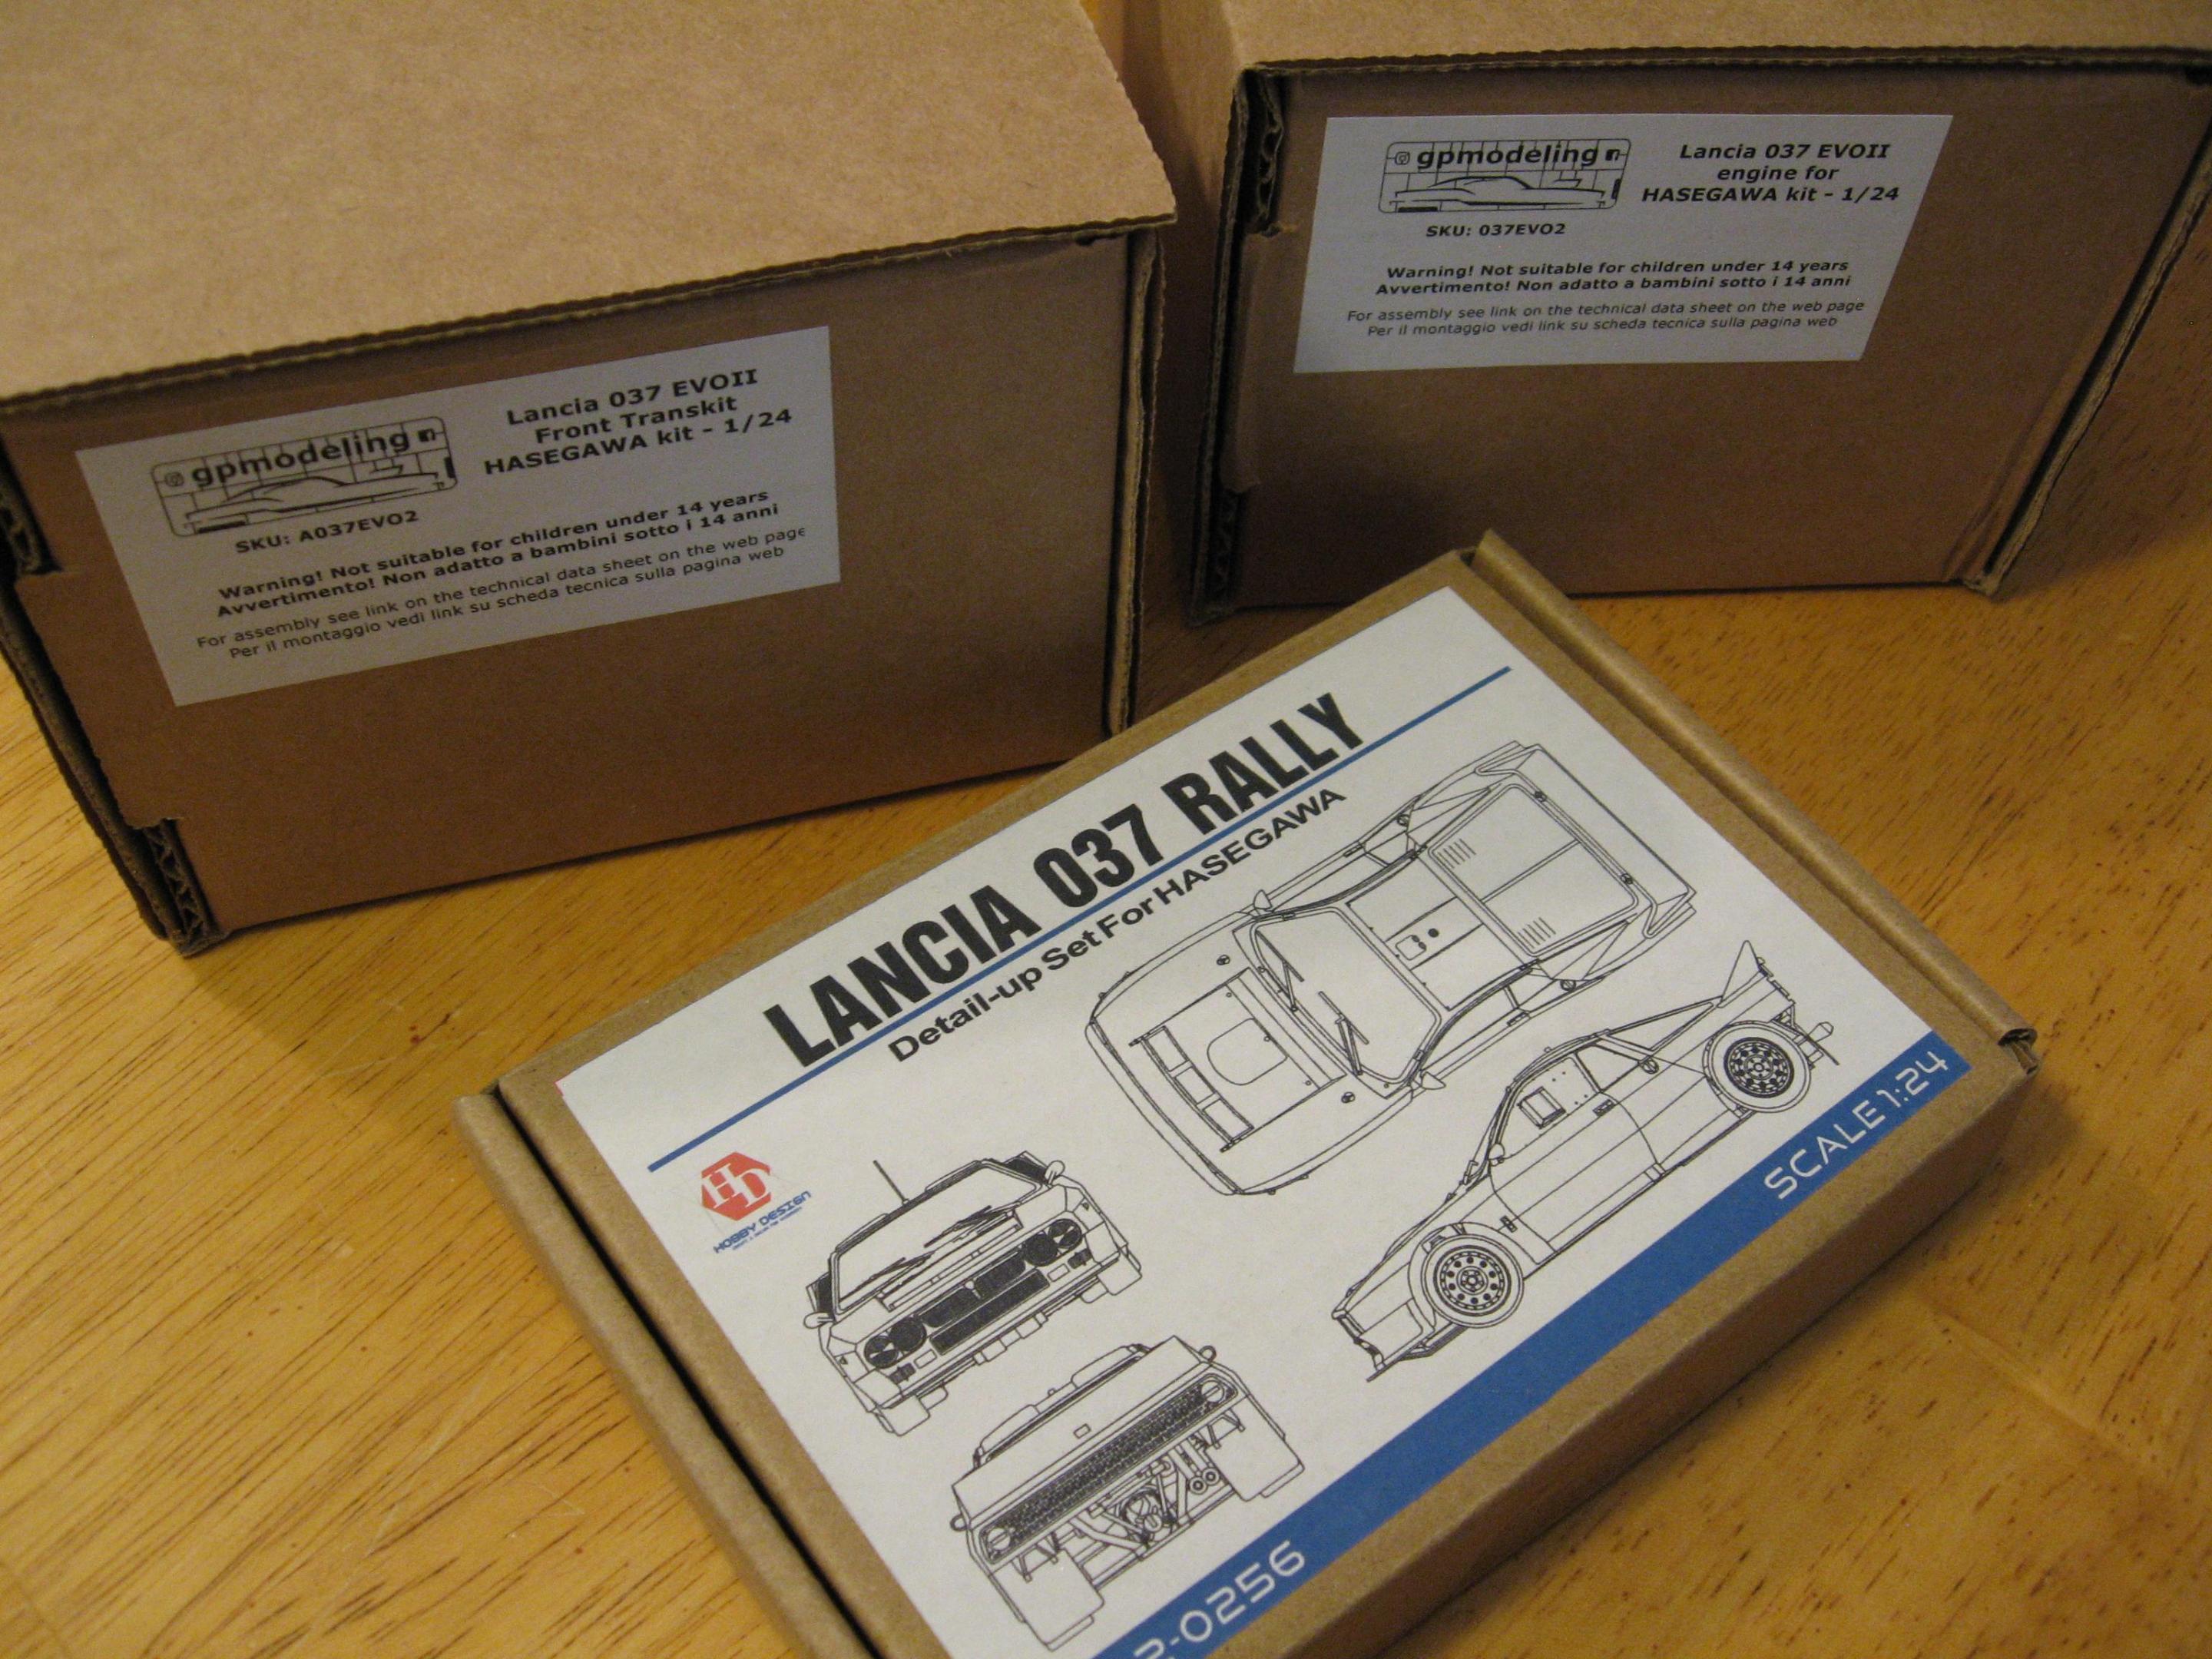 gpmodeling
Lancia 037 EVOII
Front Transkit
HASEGAWA kit - 1/24
SKU: A037EVO2
Warning! Not suitable for children under 14 years
Avvertimento! Non adatto a bambini sotto i 14 anni
For assembly see link on the technical data sheet on the web page
Per il montaggio vedi link su scheda tecnica sulla pagina web
gpmodeling
Lancia 037 EVOII
engine for
HASEGAWA kit - 1/24
SKU: 037EVO2
Warning! Not suitable for children under 14 years
Avvertimento! Non adatto a bambini sotto i 14 anni
For assembly see link on the technical data sheet on the web page
Per il montaggio vedi link su scheda tecnica sulla pagina web
LANCIA 037 RALLY
Detail-up Set For HASEGAWA
HD
HOBBY DESIGN
SCALE 1:24
2-0256